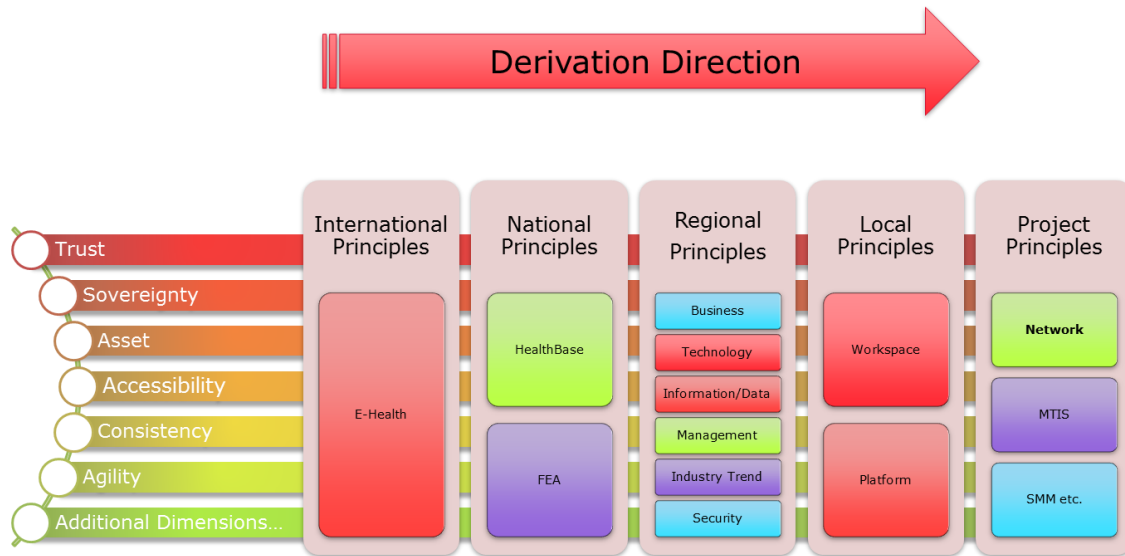 Derivation Direction
Trust
Sovereignty
Asset
Accessibility
Consistency
Agility
Additional Dimensions...
International
Principles
E-Health
National
Principles
HealthBase
FEA
Regional
Principles
Business
Technology
Information/Data
Management
Industry Trend
Security
Local
Principles
Workspace
Platform
Project
Principles
Network
MTIS
SMM etc.